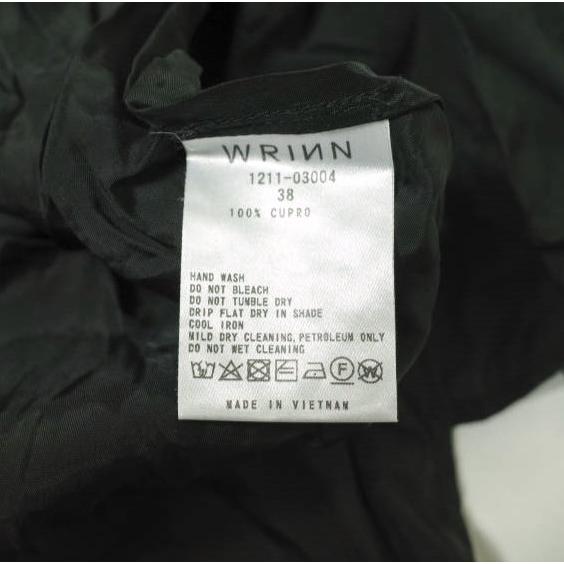 WRIИN
1211-03004
38
100% CUPRO
HAND WASH
DO NOT BLEACH
DO NOT TUMBLE DRY
DRIP FLAT DRY IN SHADE
COOL IRON
MILD DRY CLEANING, PETROLEUM ONLY
DO NOT WET CLEANING
F W
MADE IN VIETNAM